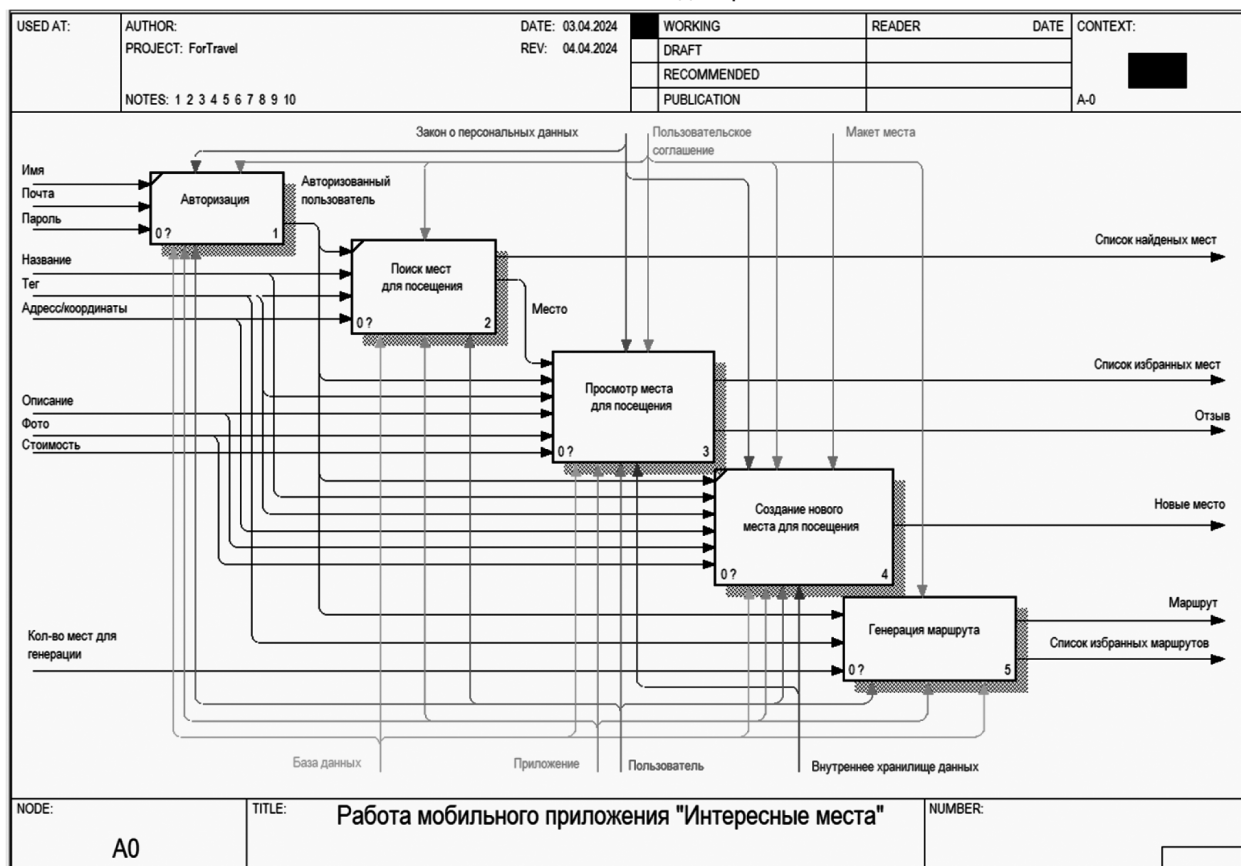 USED AT:
AUTHOR:
DATE: 03.04.2024
WORKING
READER
DATE
CONTEXT:
PROJECT: ForTravel
REV: 04.04.2024
DRAFT
RECOMMENDED
NOTES: 1 2 3 4 5 6 7 8 9 10
PUBLICATION
A-0
Закон о персональных данных
Пользовательское
соглашение
Макет места
Имя
Почта
Пароль
Авторизация
0 ?
1
Авторизованный
пользователь
Название
Тег
Адресс/координаты
Поиск мест
для посещения
0 ?
2
Список найденых мест
Место
Просмотр места
для посещения
0 ?
3
Список избранных мест
Отзыв
Описание
Фото
Стоимость
Создание нового
места для посещения
0 ?
4
Новые место
Генерация маршрута
0 ?
5
Маршрут
Список избранных маршрутов
Кол-во мест для
генерации
База данных
Приложение
Пользователь
Внутреннее хранилище данных
NODE:
A0
TITLE:
Работа мобильного приложения "Интересные места"
NUMBER: